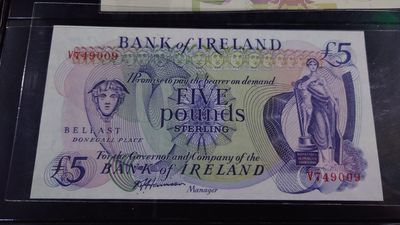 BANK of IRELAND
£5
V749009
I Promise to pay the bearer on demand
FIVE
pounds
STERLING
BELFAST
DONEGALL PLACE
For the Governor and Company of the
BANK OF IRELAND
£5
Manager
V749009